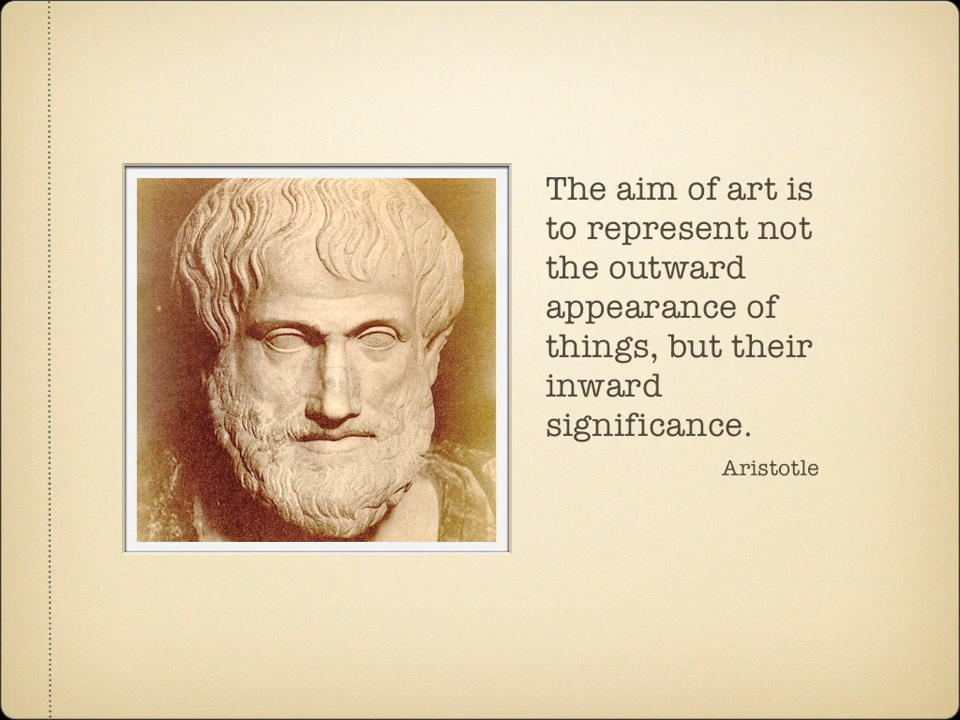 The aim of art is
to represent not
the outward
appearance of
things, but their
inward
significance.
Aristotle